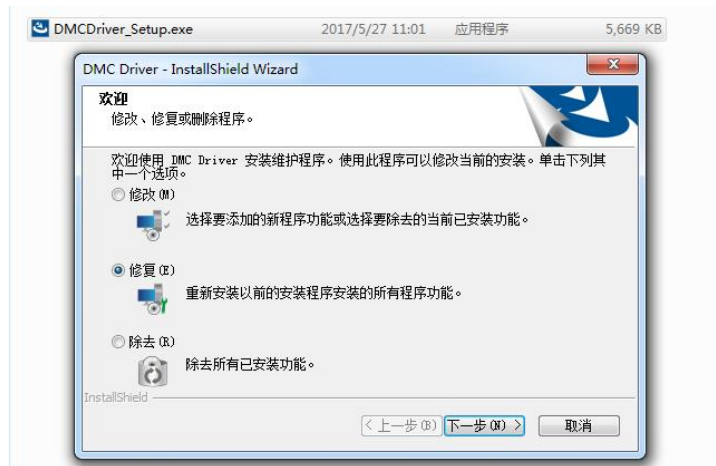 DMCDriver_Setup.exe 2017/5/27 11:01 应用程序 5,669 KB
DMC Driver - InstallShield Wizard
欢迎
修改、修复或删除程序。
欢迎使用 DMC Driver 安装维护程序。使用此程序可以修改当前的安装。单击下列其
中一个选项。
修改(M)
选择要添加的新程序功能或选择要除去的当前已安装功能。
修复(E)
重新安装以前的安装程序安装的所有程序功能。
除去(R)
除去所有已安装功能。
InstallShield
<上一步(B) 下一步(N)> 取消